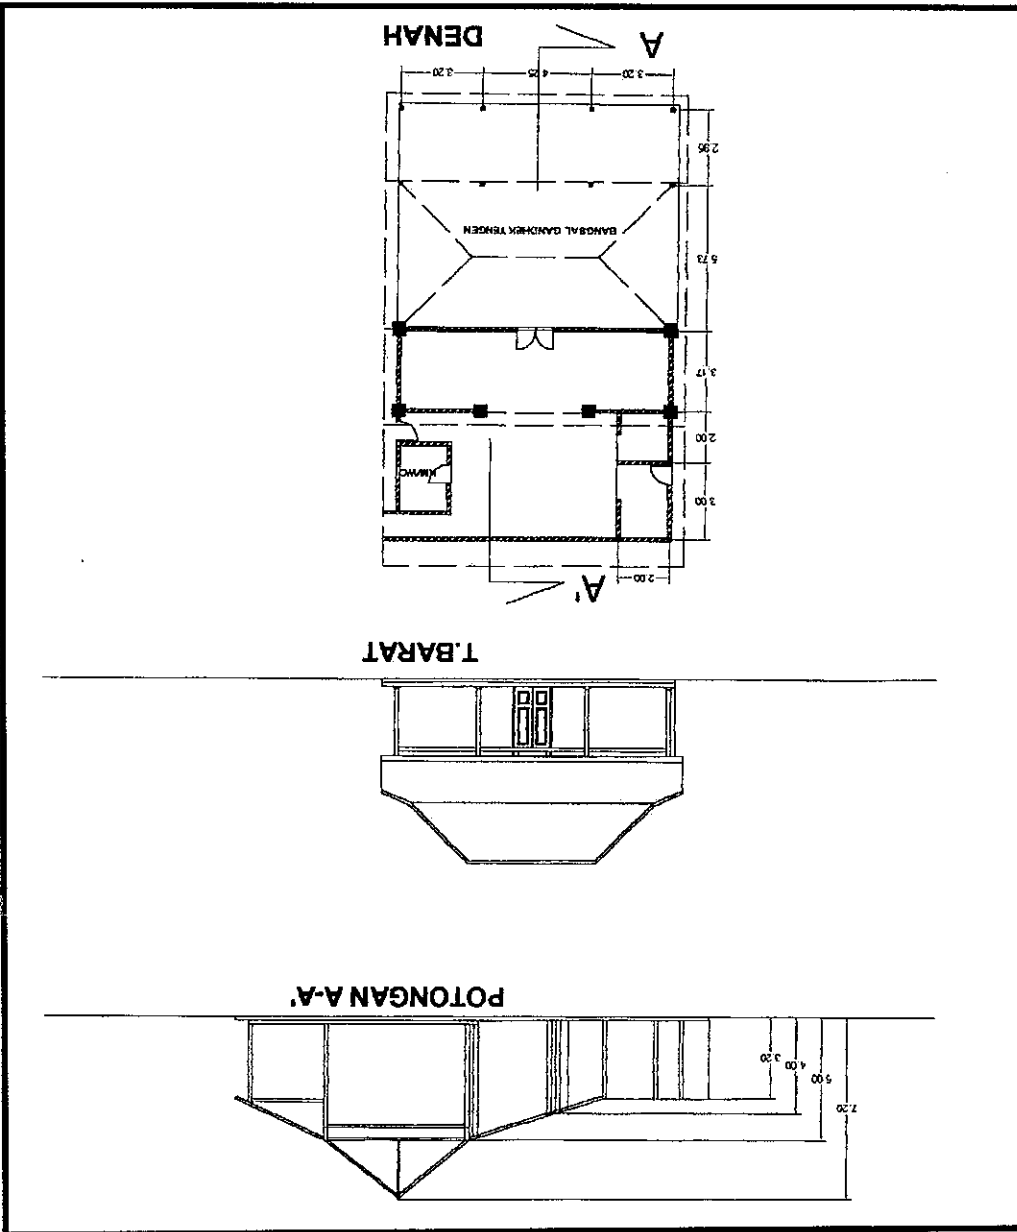 7.20
5.00
4.00
3.20
POTONGAN A-A'
T.BARAT
A'
2.00
3.00
KM/WC
2.00
3.17
5.73
BANGSAL GANDHEK TENGEN
2.95
3.20 4.25 3.20
A
DENAH